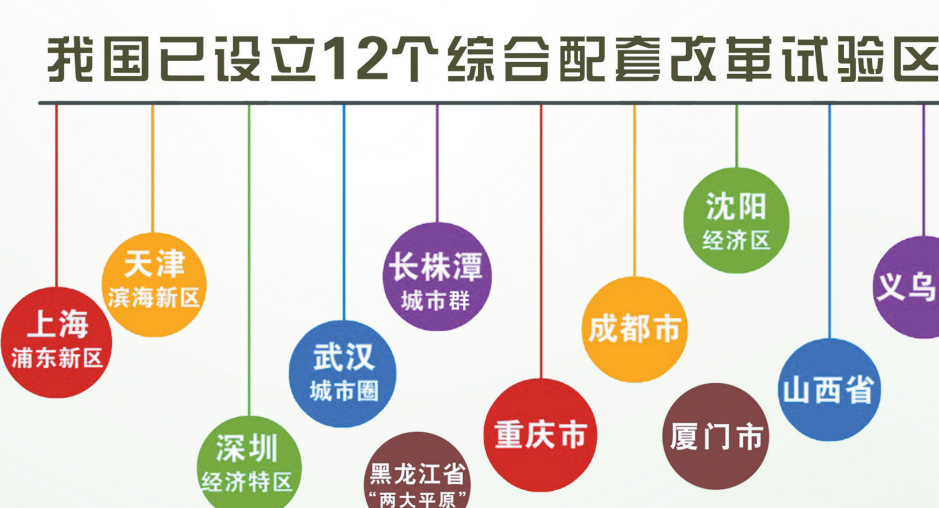 我国已设立12个综合配套改革试验区
上海
浦东新区
天津
滨海新区
深圳
经济特区
武汉
城市圈
长株潭
城市群
黑龙江省
“两大平原”
重庆市
成都市
厦门市
沈阳
经济区
山西省
义乌